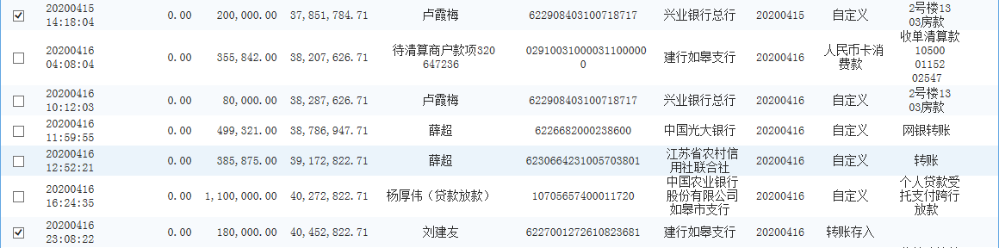 20200415 14:18:04 0.00 200,000.00 37,851,784.71 卢霞梅 622908403100718717 兴业银行总行 20200415 自定义 2号楼1303房款
20200416 04:08:04 0.00 355,842.00 38,207,626.71 待清算商户款项320647236 0291003100003110000000 建行如皋支行 20200416 人民币卡消费款 收单清算款105000115202547
20200416 10:12:03 0.00 80,000.00 38,287,626.71 卢霞梅 622908403100718717 兴业银行总行 20200416 自定义 2号楼1303房款
20200416 11:59:55 0.00 499,321.00 38,786,947.71 薛超 6226682000238600 中国光大银行 20200416 自定义 网银转账
20200416 12:52:21 0.00 385,875.00 39,172,822.71 薛超 6230664231005703801 江苏省农村信用社联合社 20200416 自定义 转账
20200416 16:24:35 0.00 1,100,000.00 40,272,822.71 杨厚伟（贷款放款） 10705657400011720 中国农业银行股份有限公司如皋市支行 20200416 自定义 个人贷款受托支付跨行放款
20200416 23:08:22 0.00 180,000.00 40,452,822.71 刘建友 6227001272610823681 建行如皋支行 20200416 转账存入